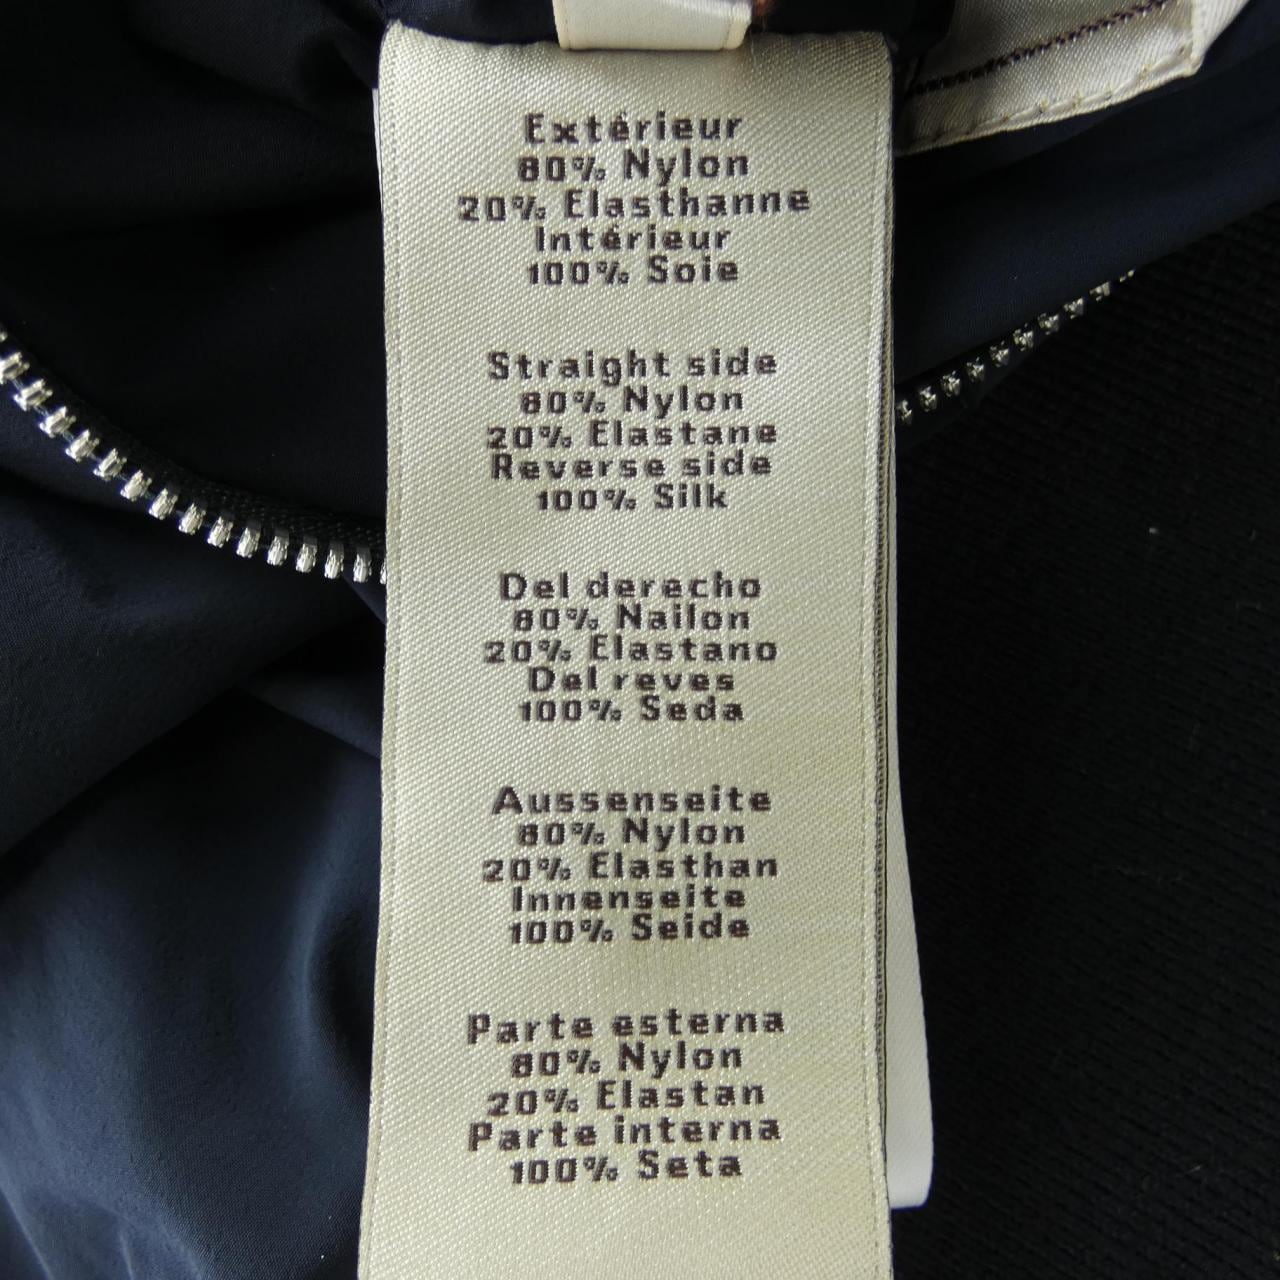 Extérieur
80% Nylon
20% Elasthanne
Intérieur
100% Soie
Straight side
80% Nylon
20% Elastane
Reverse side
100% Silk
Del derecho
80% Nailon
20% Elastano
Del reves
100% Seda
Aussenseite
80% Nylon
20% Elasthan
Innenseite
100% Seide
Parte esterna
80% Nylon
20% Elastan
Parte interna
100% Seta